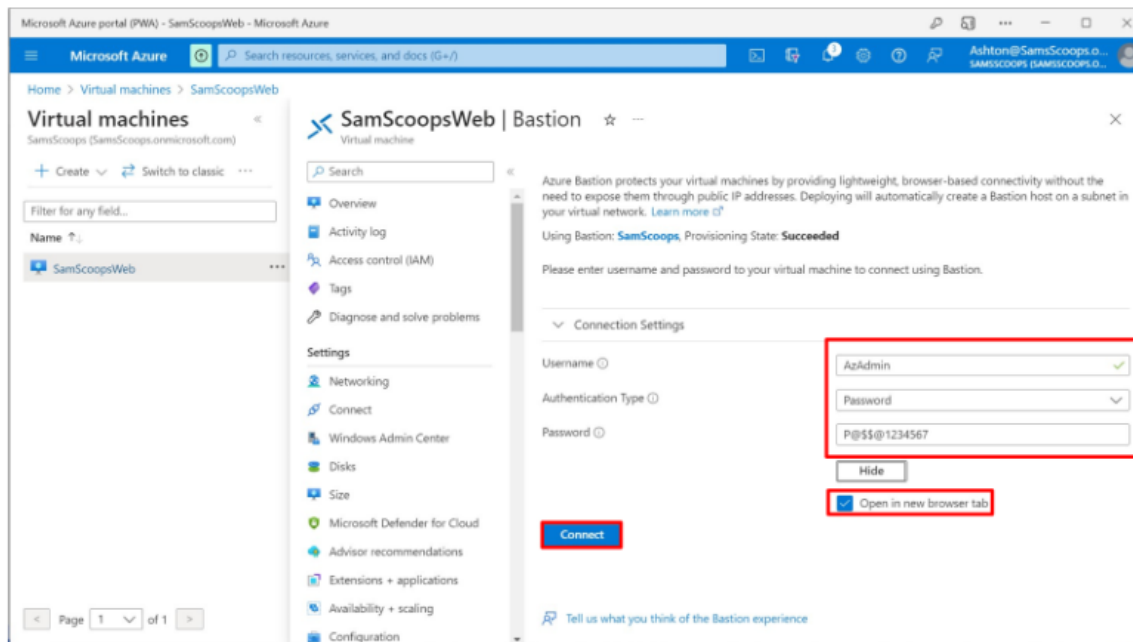 Microsoft Azure portal (PWA) - SamScoopsWeb - Microsoft Azure
Microsoft Azure
Search resources, services, and docs (G+/)
Ashton@SamsScoops.o...
SAMSSCOOPS (SAMSSCOOPS.O...
Home > Virtual machines > SamScoopsWeb
Virtual machines
SamsScoops (SamsScoops.onmicrosoft.com)
Create
Switch to classic
Filter for any field...
Name
SamScoopsWeb
Page 1 of 1
SamScoopsWeb | Bastion
Virtual machine
Search
Overview
Activity log
Access control (IAM)
Tags
Diagnose and solve problems
Settings
Networking
Connect
Windows Admin Center
Disks
Size
Microsoft Defender for Cloud
Advisor recommendations
Extensions + applications
Availability + scaling
Configuration
Azure Bastion protects your virtual machines by providing lightweight, browser-based connectivity without the
need to expose them through public IP addresses. Deploying will automatically create a Bastion host on a subnet in
your virtual network. Learn more
Using Bastion: SamScoops, Provisioning State: Succeeded
Please enter username and password to your virtual machine to connect using Bastion.
Connection Settings
Username
AzAdmin
Authentication Type
Password
Password
P@$$@1234567
Hide
Open in new browser tab
Connect
Tell us what you think of the Bastion experience